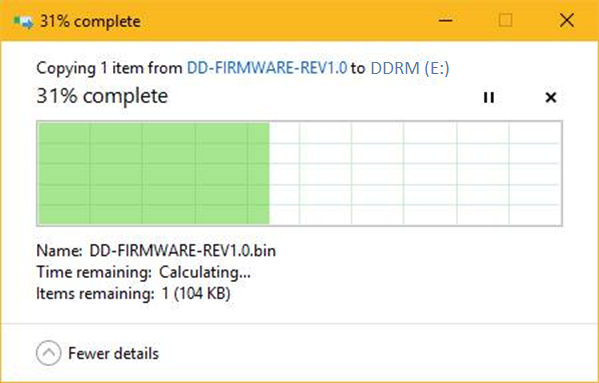 31% complete
Copying 1 item from DD-FIRMWARE-REV1.0 to DDRM (E:)
31% complete
Name: DD-FIRMWARE-REV1.0.bin
Time remaining: Calculating...
Items remaining: 1 (104 KB)
Fewer details